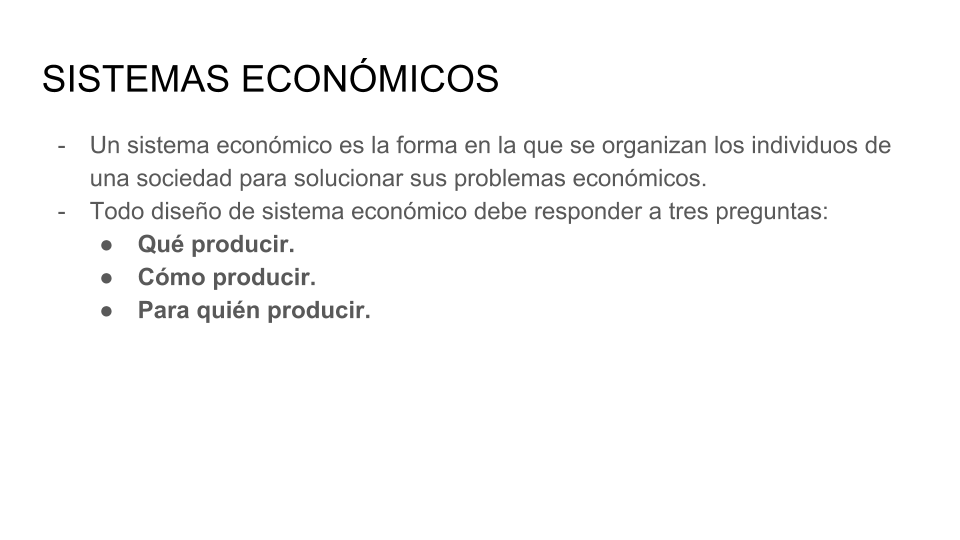 SISTEMAS ECONÓMICOS
- Un sistema económico es la forma en la que se organizan los individuos de
una sociedad para solucionar sus problemas económicos.
- Todo diseño de sistema económico debe responder a tres preguntas:
● Qué producir.
● Cómo producir.
● Para quién producir.